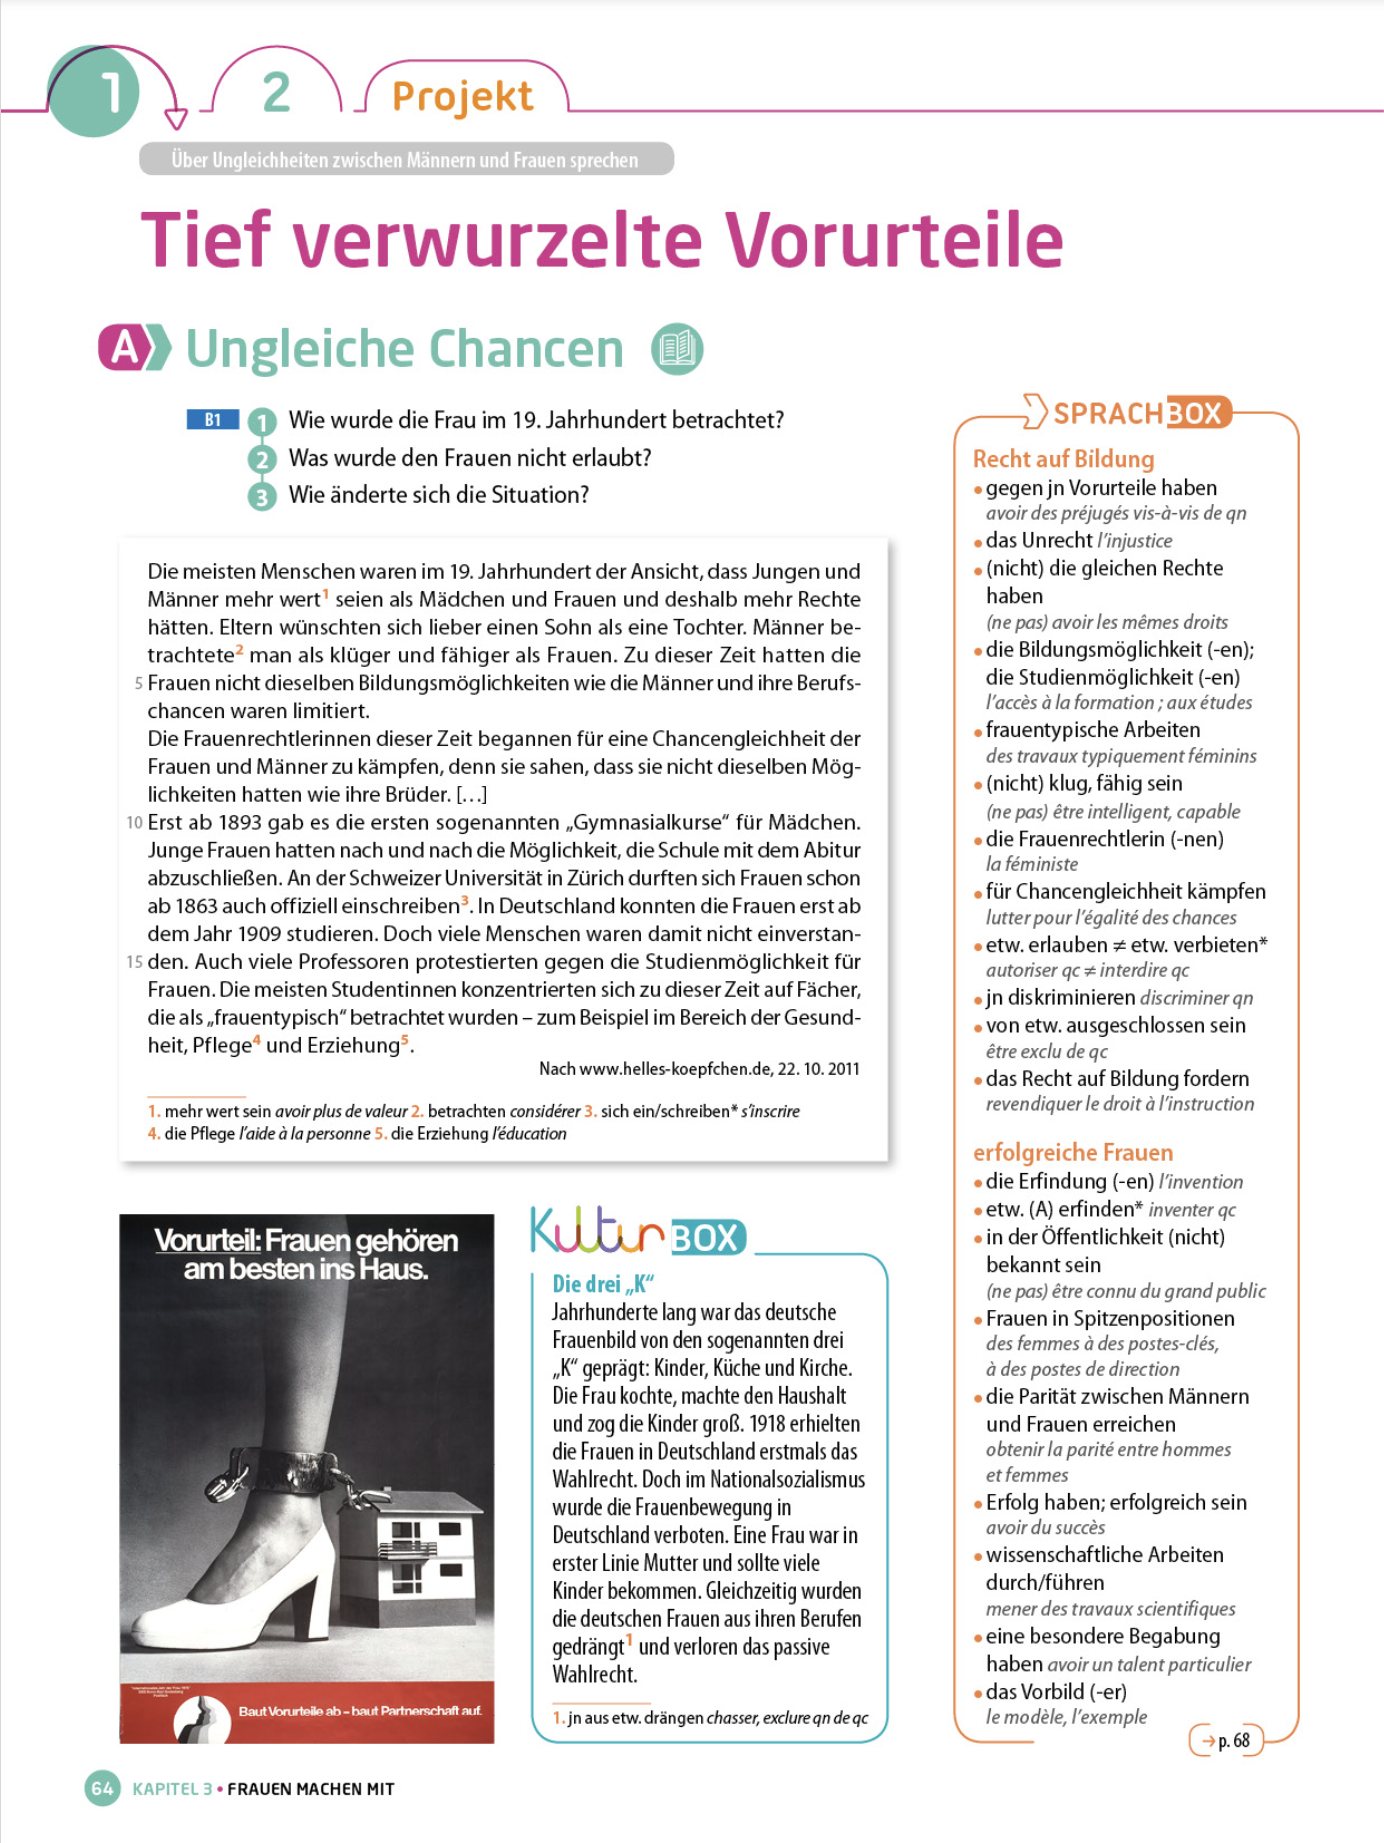 1
2
Projekt
Über Ungleichheiten zwischen Männern und Frauen sprechen
Tief verwurzelte Vorurteile
A Ungleiche Chancen
B1
1 Wie wurde die Frau im 19. Jahrhundert betrachtet?
2 Was wurde den Frauen nicht erlaubt?
3 Wie änderte sich die Situation?
Die meisten Menschen waren im 19. Jahrhundert der Ansicht, dass Jungen und
Männer mehr wert¹ seien als Mädchen und Frauen und deshalb mehr Rechte
hätten. Eltern wünschten sich lieber einen Sohn als eine Tochter. Männer be-
trachtete² man als klüger und fähiger als Frauen. Zu dieser Zeit hatten die
5 Frauen nicht dieselben Bildungsmöglichkeiten wie die Männer und ihre Berufs-
chancen waren limitiert.
Die Frauenrechtlerinnen dieser Zeit begannen für eine Chancengleichheit der
Frauen und Männer zu kämpfen, denn sie sahen, dass sie nicht dieselben Mög-
lichkeiten hatten wie ihre Brüder. […]
10 Erst ab 1893 gab es die ersten sogenannten „Gymnasialkurse“ für Mädchen.
Junge Frauen hatten nach und nach die Möglichkeit, die Schule mit dem Abitur
abzuschließen. An der Schweizer Universität in Zürich durften sich Frauen schon
ab 1863 auch offiziell einschreiben³. In Deutschland konnten die Frauen erst ab
dem Jahr 1909 studieren. Doch viele Menschen waren damit nicht einverstan-
15 den. Auch viele Professoren protestierten gegen die Studienmöglichkeit für
Frauen. Die meisten Studentinnen konzentrierten sich zu dieser Zeit auf Fächer,
die als „frauentypisch“ betrachtet wurden – zum Beispiel im Bereich der Gesund-
heit, Pflege⁴ und Erziehung⁵.
Nach www.helles-koepfchen.de, 22. 10. 2011
1. mehr wert sein avoir plus de valeur 2. betrachten considérer 3. sich ein/schreiben* s’inscrire
4. die Pflege l’aide à la personne 5. die Erziehung l’éducation
Vorurteil: Frauen gehören
am besten ins Haus.
Baut Vorurteile ab – baut Partnerschaft auf.
Kultur BOX
Die drei „K“
Jahrhunderte lang war das deutsche
Frauenbild von den sogenannten drei
„K“ geprägt: Kinder, Küche und Kirche.
Die Frau kochte, machte den Haushalt
und zog die Kinder groß. 1918 erhielten
die Frauen in Deutschland erstmals das
Wahlrecht. Doch im Nationalsozialismus
wurde die Frauenbewegung in
Deutschland verboten. Eine Frau war in
erster Linie Mutter und sollte viele
Kinder bekommen. Gleichzeitig wurden
die deutschen Frauen aus ihren Berufen
gedrängt¹ und verloren das passive
Wahlrecht.
1. jn aus etw. drängen chasser, exclure qn de qc
SPRACHBOX
Recht auf Bildung
• gegen jn Vorurteile haben
avoir des préjugés vis-à-vis de qn
• das Unrecht l’injustice
• (nicht) die gleichen Rechte
haben
(ne pas) avoir les mêmes droits
• die Bildungsmöglichkeit (-en);
die Studienmöglichkeit (-en)
l’accès à la formation ; aux études
• frauentypische Arbeiten
des travaux typiquement féminins
• (nicht) klug, fähig sein
(ne pas) être intelligent, capable
• die Frauenrechtlerin (-nen)
la féministe
• für Chancengleichheit kämpfen
lutter pour l’égalité des chances
• etw. erlauben ≠ etw. verbieten*
autoriser qc ≠ interdire qc
• jn diskriminieren discriminer qn
• von etw. ausgeschlossen sein
être exclu de qc
• das Recht auf Bildung fordern
revendiquer le droit à l’instruction
erfolgreiche Frauen
• die Erfindung (-en) l’invention
• etw. (A) erfinden* inventer qc
• in der Öffentlichkeit (nicht)
bekannt sein
(ne pas) être connu du grand public
• Frauen in Spitzenpositionen
des femmes à des postes-clés,
à des postes de direction
• die Parität zwischen Männern
und Frauen erreichen
obtenir la parité entre hommes
et femmes
• Erfolg haben; erfolgreich sein
avoir du succès
• wissenschaftliche Arbeiten
durch/führen
mener des travaux scientifiques
• eine besondere Begabung
haben avoir un talent particulier
• das Vorbild (-er)
le modèle, l’exemple
→ p. 68
64 KAPITEL 3 • FRAUEN MACHEN MIT